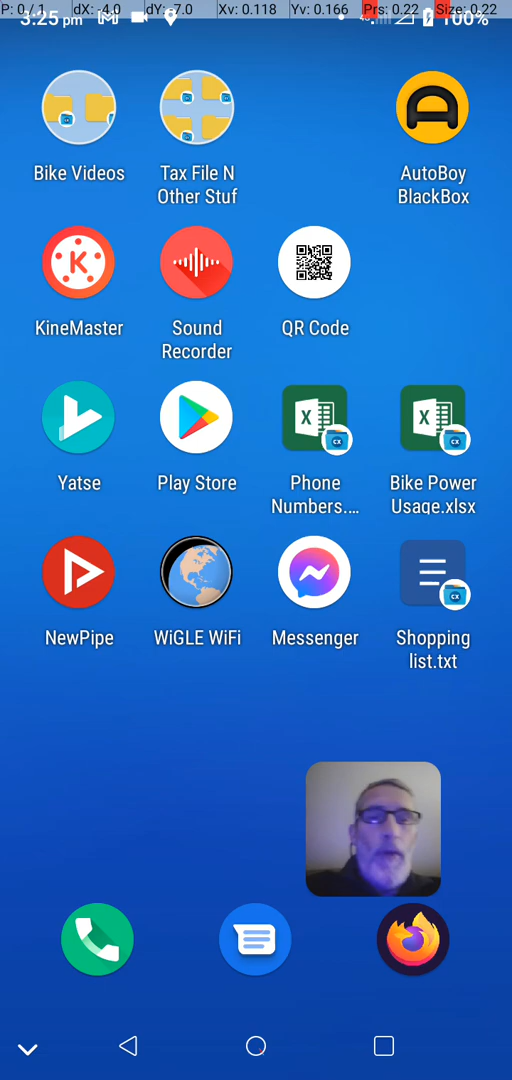 P: 0 / 1 dX: -4.0 dY: -7.0 Xv: 0.118 Yv: 0.166 Prs: 0.22 Size: 0.22
3:25 pm 100%
Bike Videos
Tax File N
Other Stuf
AutoBoy
BlackBox
KineMaster
Sound
Recorder
QR Code
Yatse
Play Store
Phone
Numbers....
Bike Power
Usage.xlsx
NewPipe
WiGLE WiFi
Messenger
Shopping
list.txt